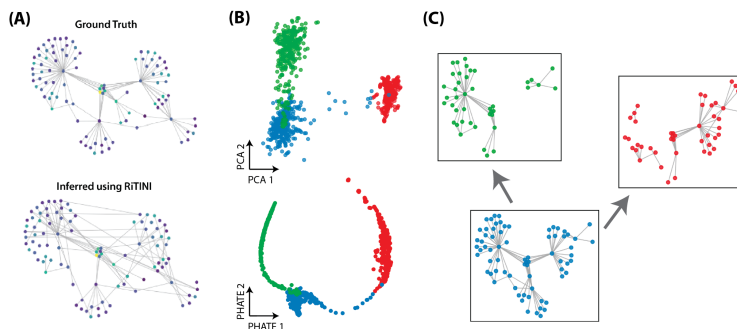 (A)
Ground Truth
Inferred using RiTINI
(B)
PCA 2
PCA 1
PHATE 2
PHATE 1
(C)